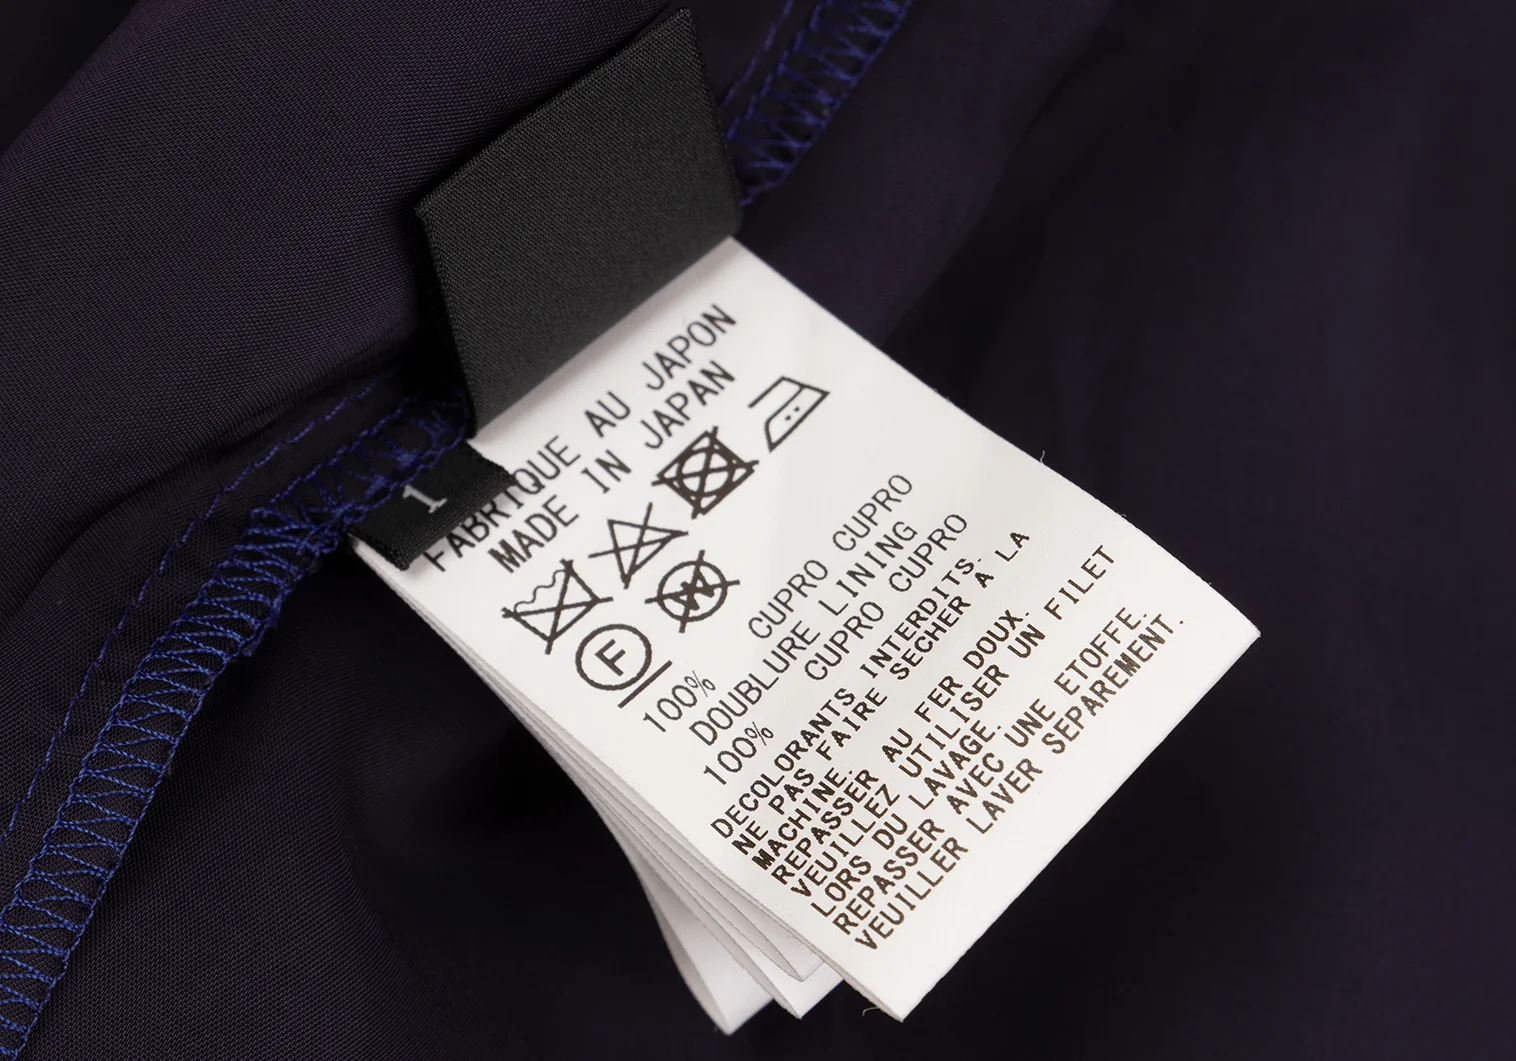 1
FABRIQUE AU JAPON
MADE IN JAPAN
F
W
CUPRO CUPRO
100%
DOUBLURE LINING
CUPRO CUPRO
100%
DECOLORANTS INTERDITS.
NE PAS FAIRE SECHER À LA
MACHINE.
REPASSER AU FER DOUX.
VEUILLEZ UTILISER UN FILET
LORS DU LAVAGE.
REPASSER AVEC UNE ETOFFE.
VEUILLER LAVER SEPAREMENT.